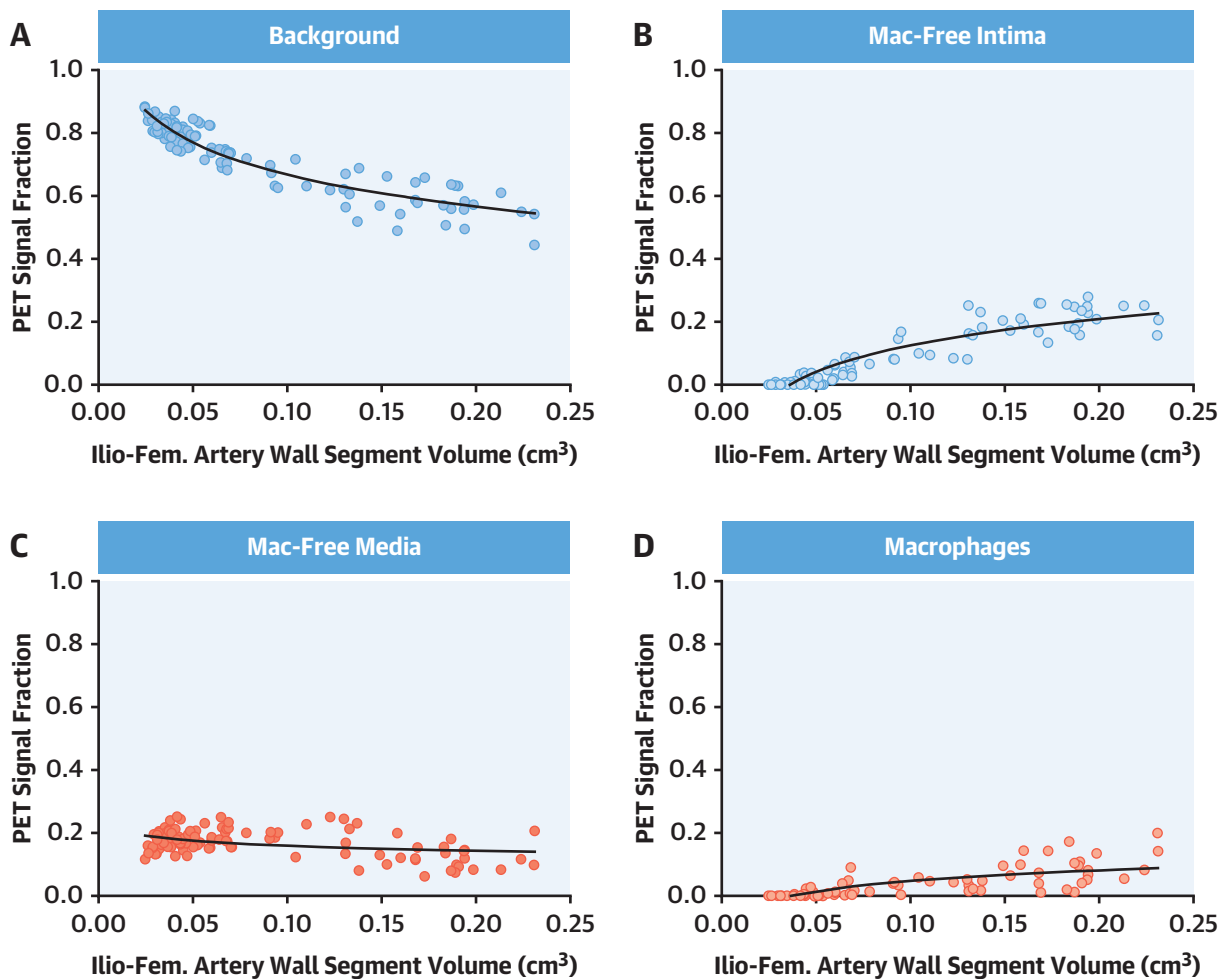 A
Background
PET Signal Fraction
1.0
0.8
0.6
0.4
0.2
0.0
0.00 0.05 0.10 0.15 0.20 0.25
Ilio-Fem. Artery Wall Segment Volume (cm³)
B
Mac-Free Intima
PET Signal Fraction
1.0
0.8
0.6
0.4
0.2
0.0
0.00 0.05 0.10 0.15 0.20 0.25
Ilio-Fem. Artery Wall Segment Volume (cm³)
C
Mac-Free Media
PET Signal Fraction
1.0
0.8
0.6
0.4
0.2
0.0
0.00 0.05 0.10 0.15 0.20 0.25
Ilio-Fem. Artery Wall Segment Volume (cm³)
D
Macrophages
PET Signal Fraction
1.0
0.8
0.6
0.4
0.2
0.0
0.00 0.05 0.10 0.15 0.20 0.25
Ilio-Fem. Artery Wall Segment Volume (cm³)